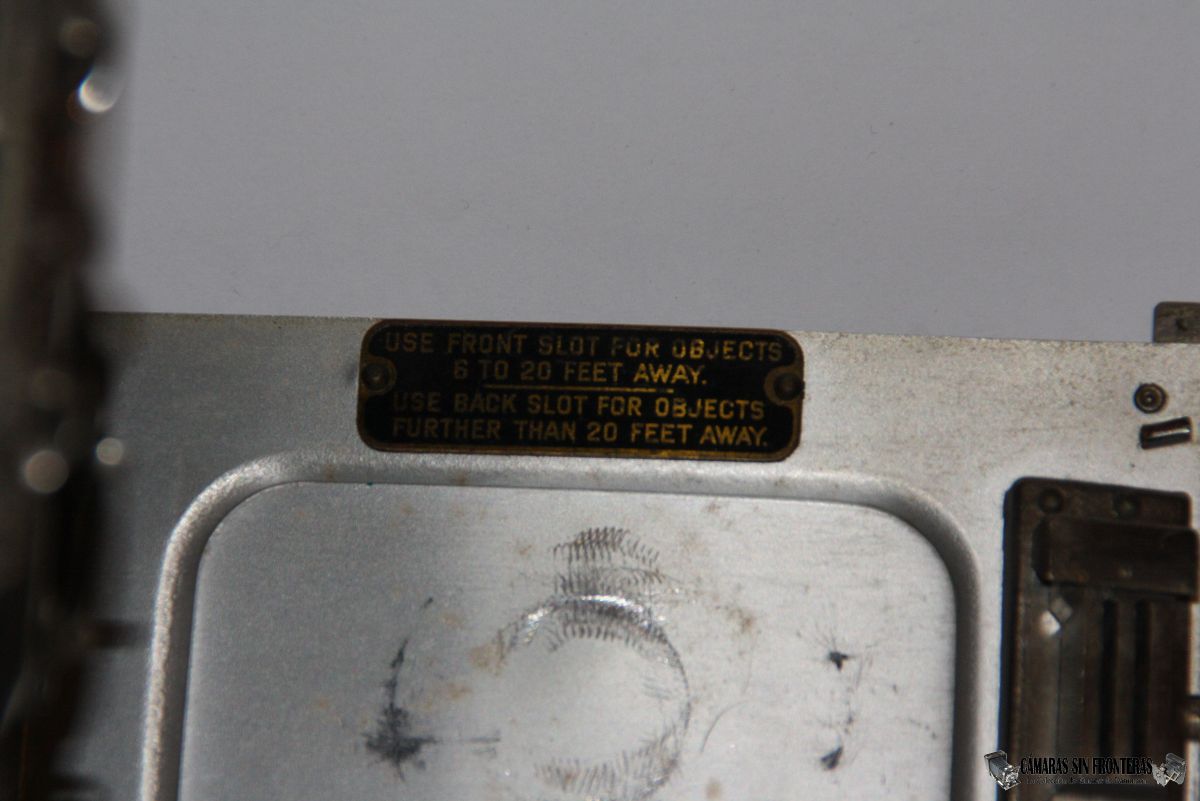 USE FRONT SLOT FOR OBJECTS
6 TO 20 FEET AWAY.
USE BACK SLOT FOR OBJECTS
FURTHER THAN 20 FEET AWAY.
CÁMARAS SIN FRONTERAS